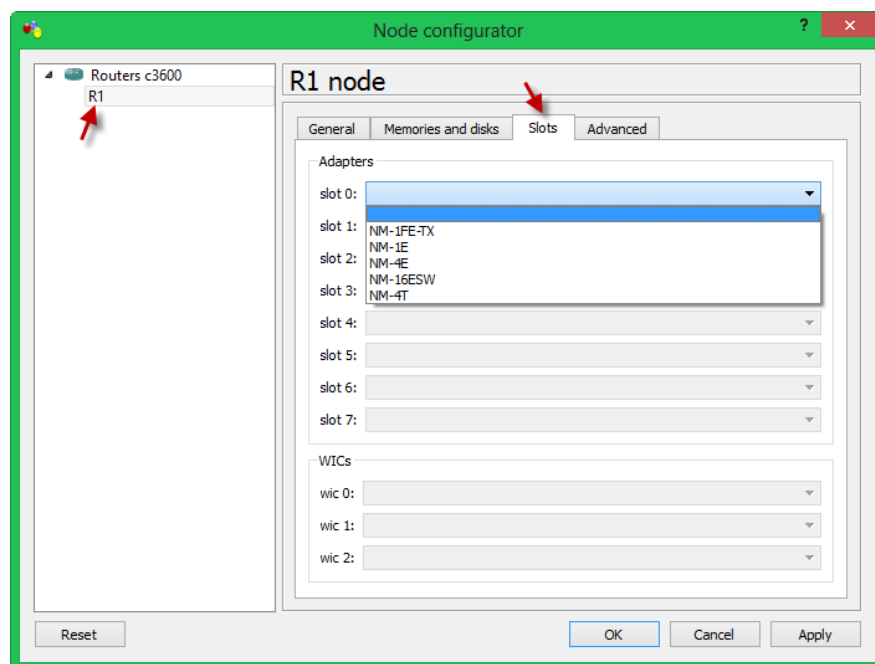 Node configurator
?
×
Routers c3600
R1
R1 node
General
Memories and disks
Slots
Advanced
Adapters
slot 0:
slot 1:
NM-1FE-TX
NM-1E
slot 2:
NM-4E
NM-16ESW
slot 3:
NM-4T
slot 4:
slot 5:
slot 6:
slot 7:
WICs
wic 0:
wic 1:
wic 2:
Reset
OK
Cancel
Apply